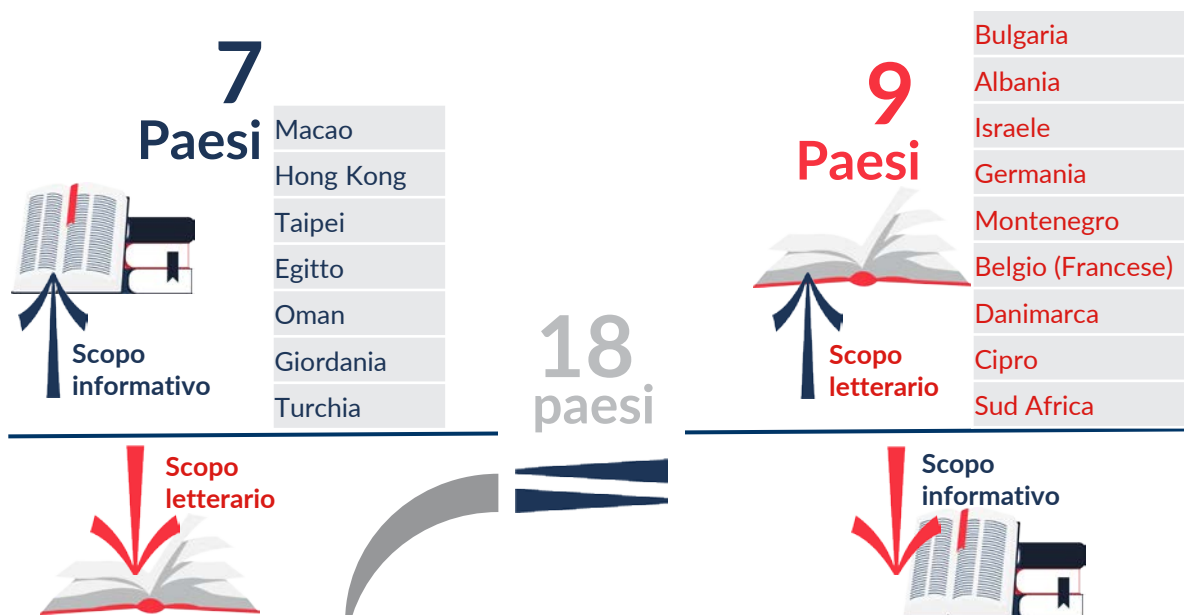 7
Paesi
Macao
Hong Kong
Taipei
Egitto
Oman
Giordania
Turchia
Scopo
informativo
Scopo
letterario
18
paesi
9
Paesi
Bulgaria
Albania
Israele
Germania
Montenegro
Belgio (Francese)
Danimarca
Cipro
Sud Africa
Scopo
letterario
Scopo
informativo